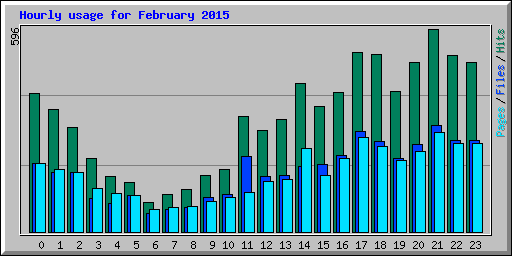 Hourly usage for February 2015
596
Pages/Files/Hits
0 1 2 3 4 5 6 7 8 9 10 11 12 13 14 15 16 17 18 19 20 21 22 23